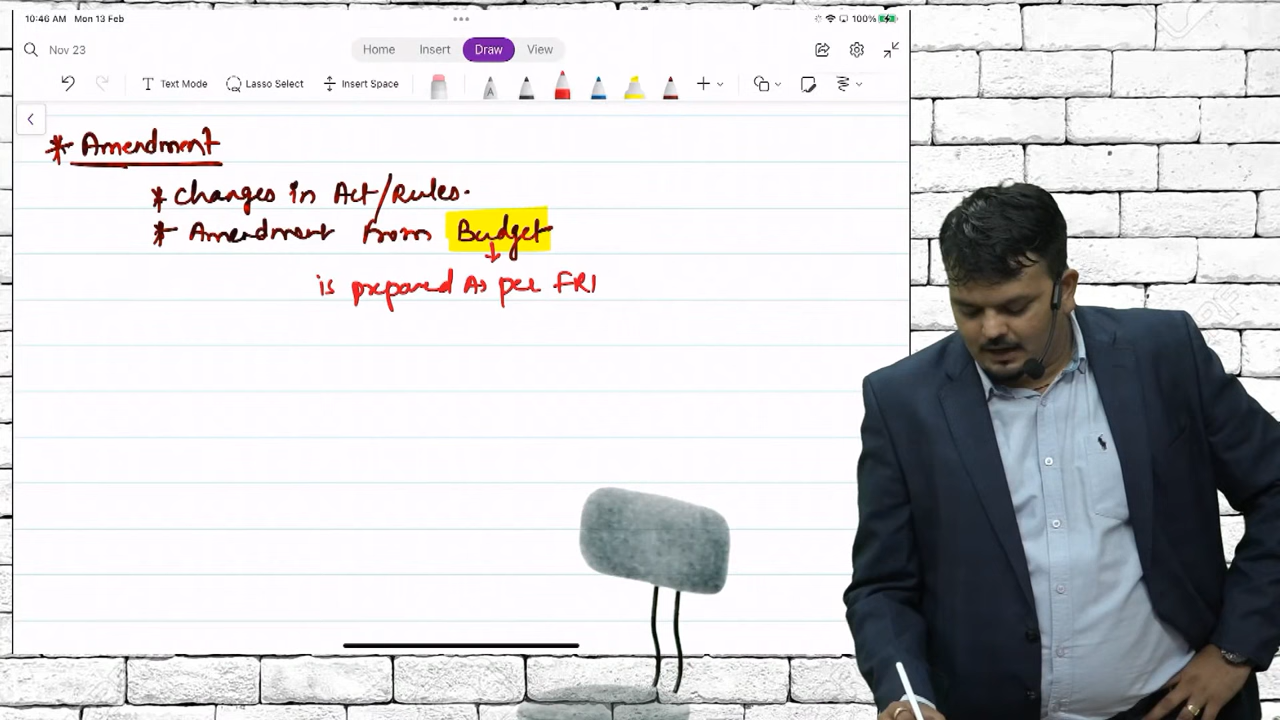 10:46 AM Mon 13 Feb
100%
Nov 23
Home Insert Draw View
Text Mode Lasso Select Insert Space
* Amendment
* Changes in Act/Rules.
* Amendment from Budget
↓
is prepared As per FRI